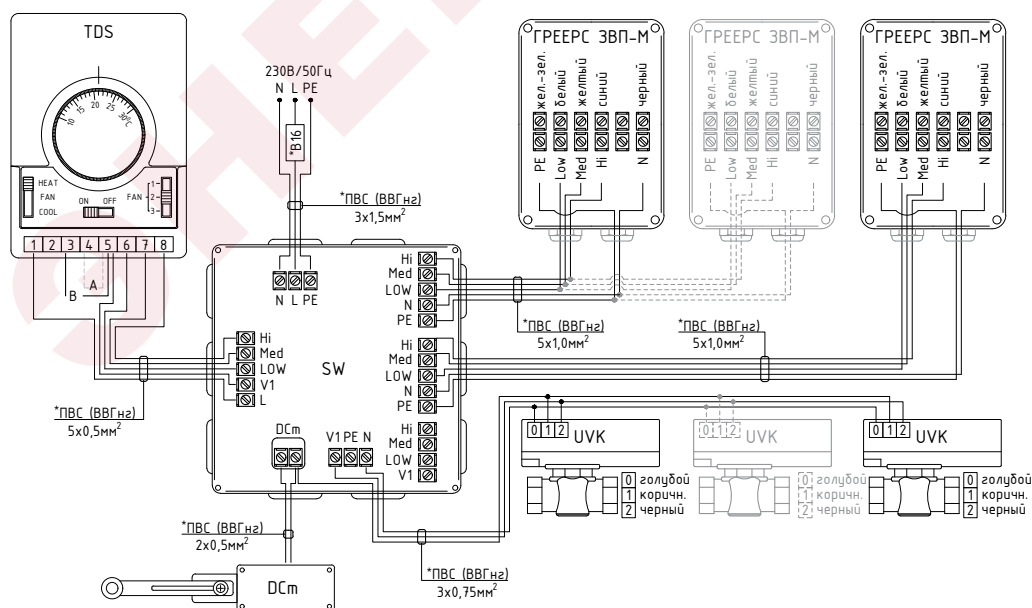 TDS
10 15 20 25 30°C
HEAT
FAN
COOL
ON OFF
FAN
1
2
3
1 2 3 4 5 6 7 8
A
B
230В/50Гц
N L PE
*В16
*ПВС (ВВГнг)
3х1,5мм²
ГРЕЕРС ЗВП-М
жел.-зел.
белый
желтый
синий
черный
PE
Low
Med
Hi
N
ГРЕЕРС ЗВП-М
жел.-зел.
белый
желтый
синий
черный
PE
Low
Med
Hi
N
ГРЕЕРС ЗВП-М
жел.-зел.
белый
желтый
синий
черный
PE
Low
Med
Hi
N
N L PE
SW
Hi
Med
LOW
V1
L
Hi
Med
LOW
N
PE
Hi
Med
LOW
N
PE
Hi
Med
LOW
V1
DCm
V1 PE N
*ПВС (ВВГнг)
5х0,5мм²
*ПВС (ВВГнг)
5х1,0мм²
*ПВС (ВВГнг)
5х1,0мм²
*ПВС (ВВГнг)
2х0,5мм²
*ПВС (ВВГнг)
3х0,75мм²
DCm
0 1 2
UVK
0 голубой
1 коричн.
2 черный
0 1 2
UVK
0 голубой
1 коричн.
2 черный
0 1 2
UVK
0 голубой
1 коричн.
2 черный